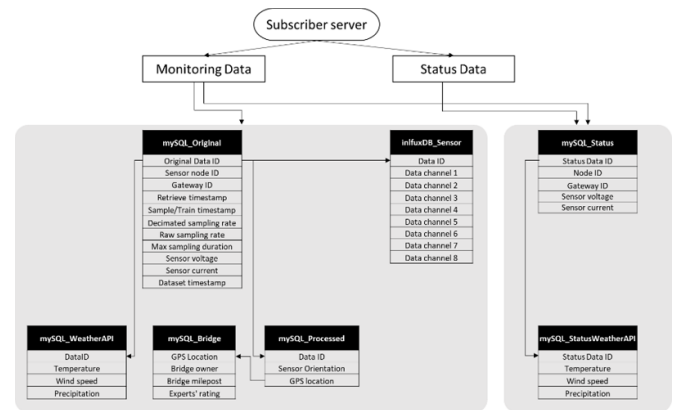 Subscriber server
Monitoring Data
Status Data
mySQL_Original
Original Data ID
Sensor node ID
Gateway ID
Retrieve timestamp
Sample/Train timestamp
Decimated sampling rate
Raw sampling rate
Max sampling duration
Sensor voltage
Sensor current
Dataset timestamp
inlfuxDB_Sensor
Data ID
Data channel 1
Data channel 2
Data channel 3
Data channel 4
Data channel 5
Data channel 6
Data channel 7
Data channel 8
mySQL_Status
Status Data ID
Node ID
Gateway ID
Sensor voltage
Sensor current
mySQL_WeatherAPI
DataID
Temperature
Wind speed
Precipitation
mySQL_Bridge
GPS Location
Bridge owner
Bridge milepost
Experts' rating
mySQL_Processed
Data ID
Sensor Orientation
GPS location
mySQL_StatusWeatherAPI
Status Data ID
Temperature
Wind speed
Precipitation